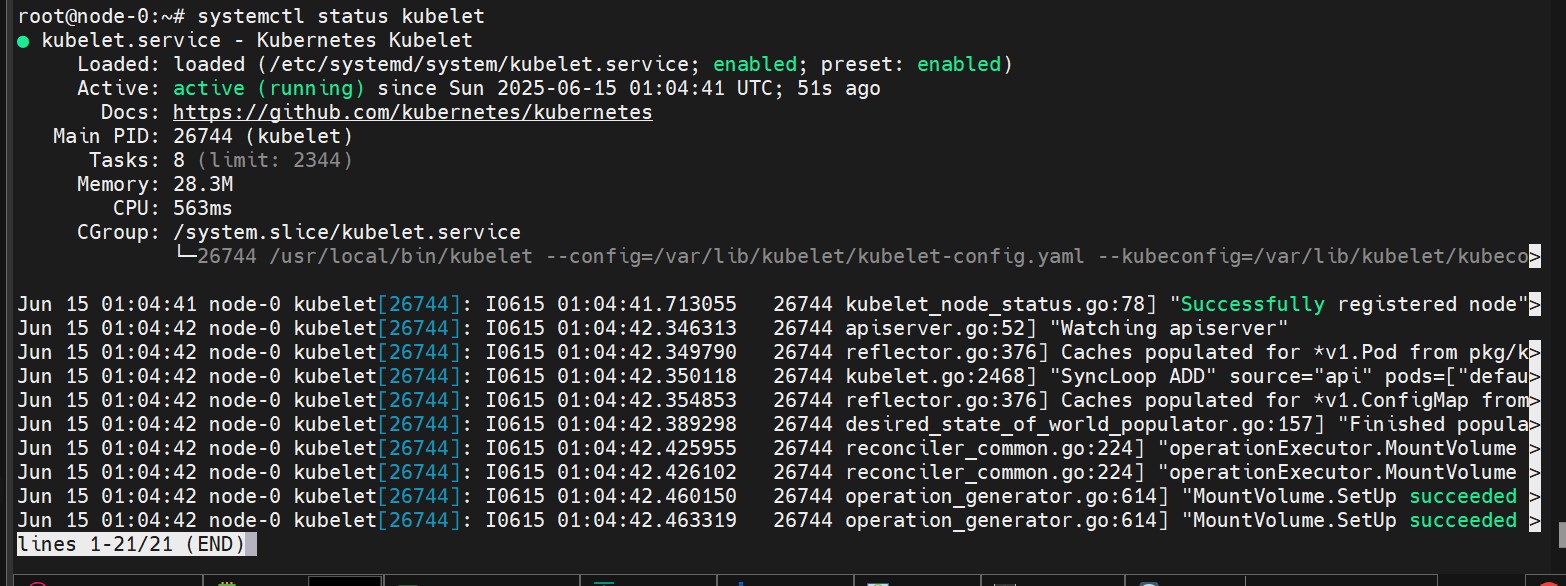 root@node-0:~# systemctl status kubelet
● kubelet.service - Kubernetes Kubelet
     Loaded: loaded (/etc/systemd/system/kubelet.service; enabled; preset: enabled)
     Active: active (running) since Sun 2025-06-15 01:04:41 UTC; 51s ago
       Docs: https://github.com/kubernetes/kubernetes
   Main PID: 26744 (kubelet)
      Tasks: 8 (limit: 2344)
     Memory: 28.3M
        CPU: 563ms
     CGroup: /system.slice/kubelet.service
             └─26744 /usr/local/bin/kubelet --config=/var/lib/kubelet/kubelet-config.yaml --kubeconfig=/var/lib/kubelet/kubeco>

Jun 15 01:04:41 node-0 kubelet[26744]: I0615 01:04:41.713055   26744 kubelet_node_status.go:78] "Successfully registered node">
Jun 15 01:04:42 node-0 kubelet[26744]: I0615 01:04:42.346313   26744 apiserver.go:52] "Watching apiserver"
Jun 15 01:04:42 node-0 kubelet[26744]: I0615 01:04:42.349790   26744 reflector.go:376] Caches populated for *v1.Pod from pkg/k>
Jun 15 01:04:42 node-0 kubelet[26744]: I0615 01:04:42.350118   26744 kubelet.go:2468] "SyncLoop ADD" source="api" pods=["defau>
Jun 15 01:04:42 node-0 kubelet[26744]: I0615 01:04:42.354853   26744 reflector.go:376] Caches populated for *v1.ConfigMap from>
Jun 15 01:04:42 node-0 kubelet[26744]: I0615 01:04:42.389298   26744 desired_state_of_world_populator.go:157] "Finished popula>
Jun 15 01:04:42 node-0 kubelet[26744]: I0615 01:04:42.425955   26744 reconciler_common.go:224] "operationExecutor.MountVolume >
Jun 15 01:04:42 node-0 kubelet[26744]: I0615 01:04:42.426102   26744 reconciler_common.go:224] "operationExecutor.MountVolume >
Jun 15 01:04:42 node-0 kubelet[26744]: I0615 01:04:42.460150   26744 operation_generator.go:614] "MountVolume.SetUp succeeded >
Jun 15 01:04:42 node-0 kubelet[26744]: I0615 01:04:42.463319   26744 operation_generator.go:614] "MountVolume.SetUp succeeded >
lines 1-21/21 (END)